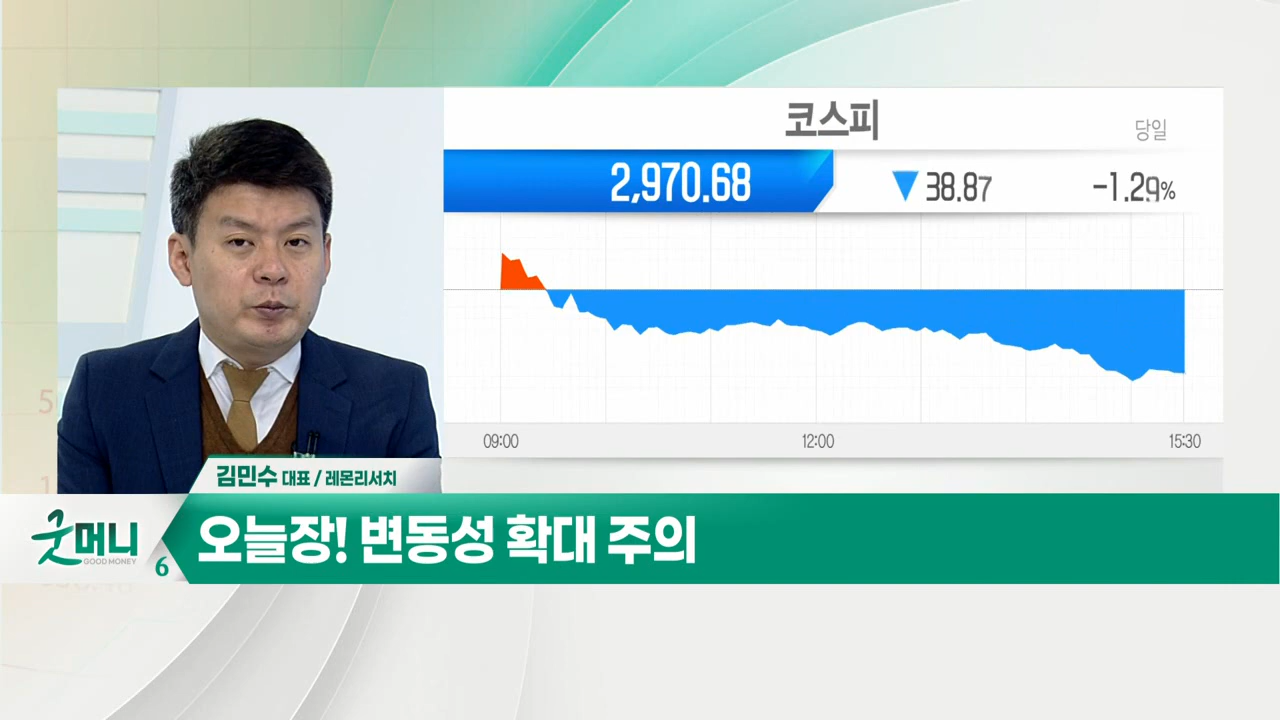 코스피
당일
2,970.68
▼ 38.87
-1.29%
09:00
12:00
15:30
김민수 대표 / 레몬리서치
굿머니
GOOD MONEY
6
오늘장! 변동성 확대 주의
5
1